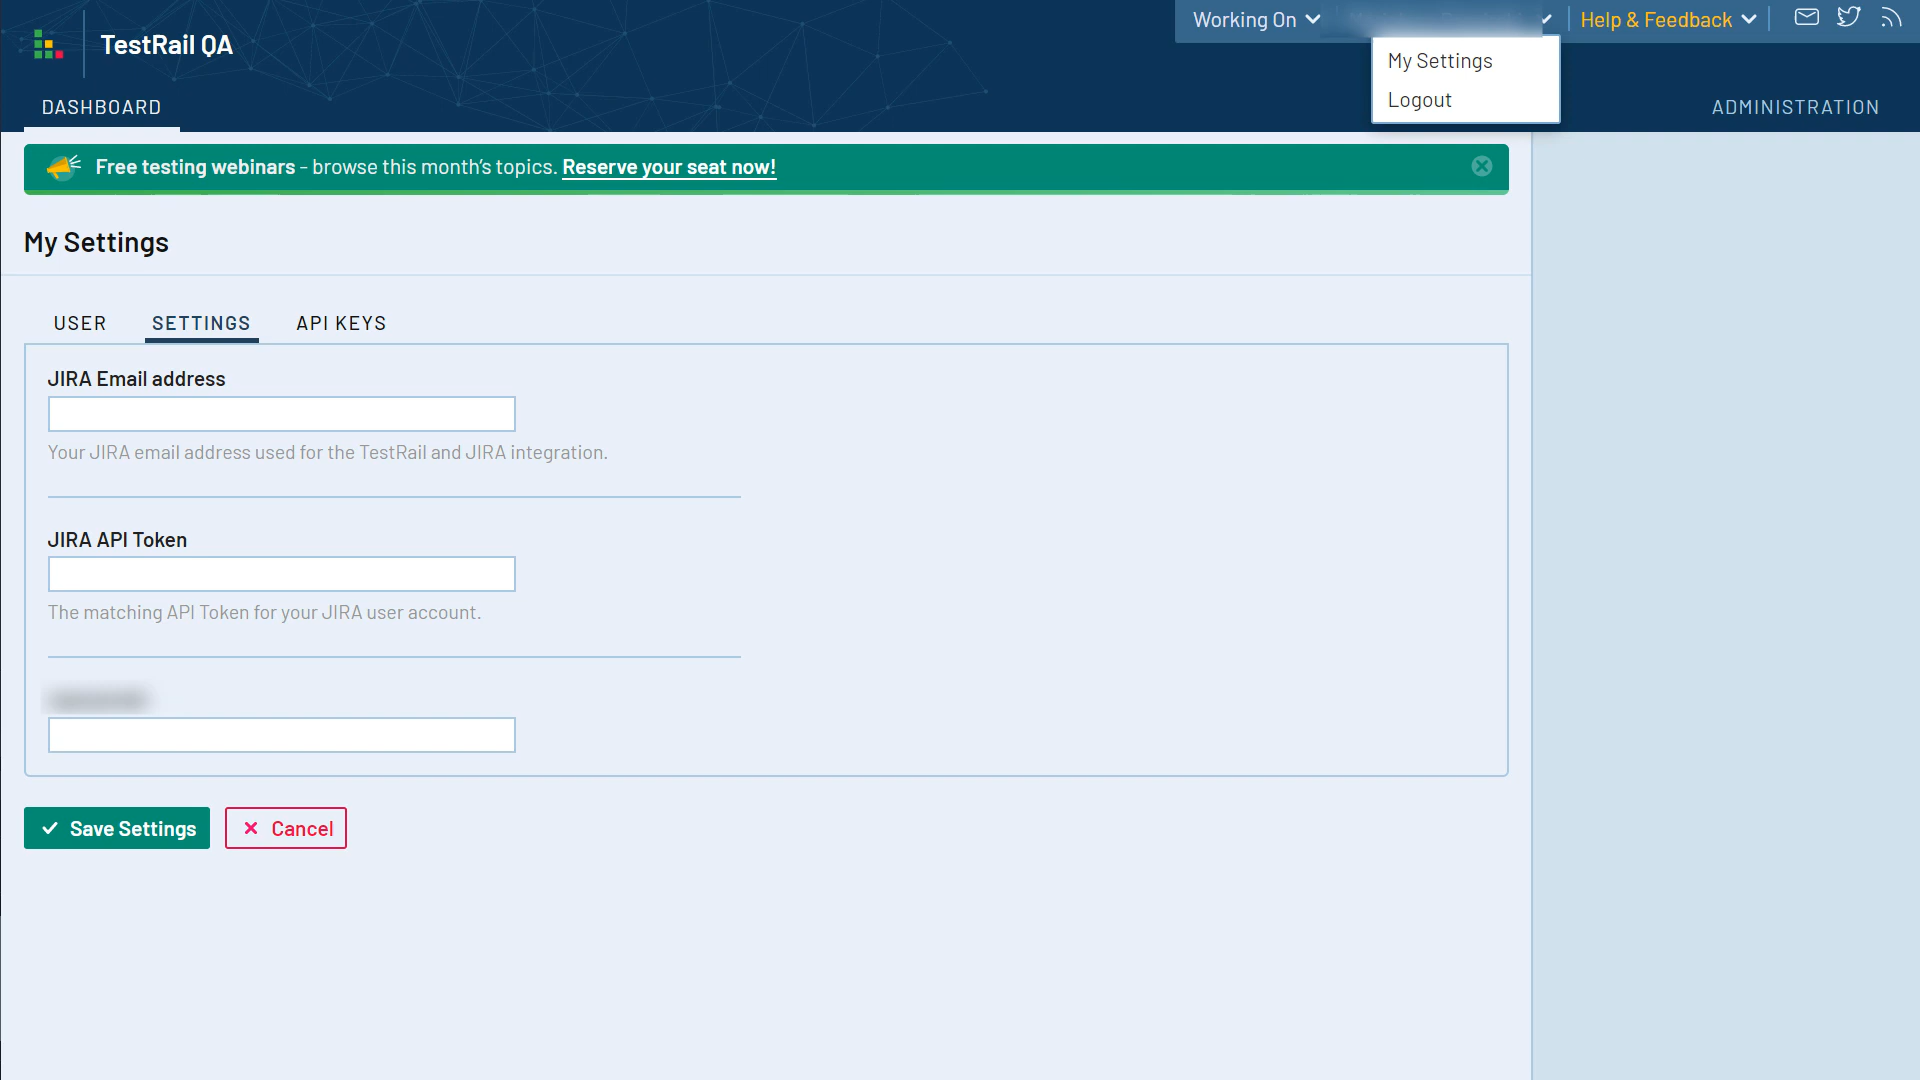 TestRail QA
Working On
Help & Feedback
My Settings
Logout
DASHBOARD
ADMINISTRATION
Free testing webinars - browse this month's topics. Reserve your seat now!
My Settings
USER
SETTINGS
API KEYS
JIRA Email address
Your JIRA email address used for the TestRail and JIRA integration.
JIRA API Token
The matching API Token for your JIRA user account.
Save Settings
Cancel